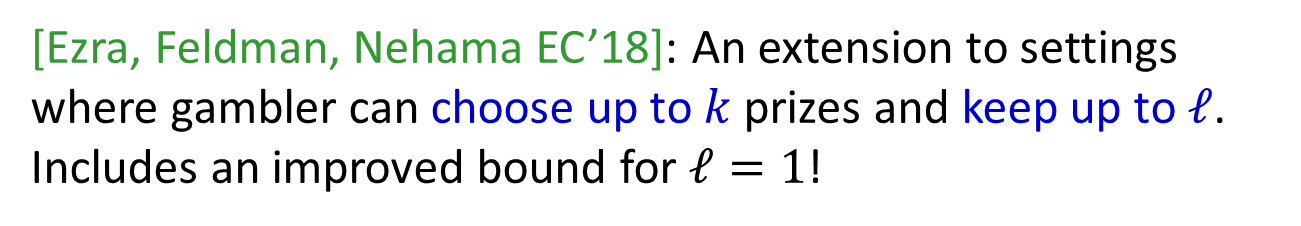 [Ezra, Feldman, Nehama EC’18]: An extension to settings
where gambler can choose up to 𝑘 prizes and keep up to ℓ.
Includes an improved bound for ℓ = 1!